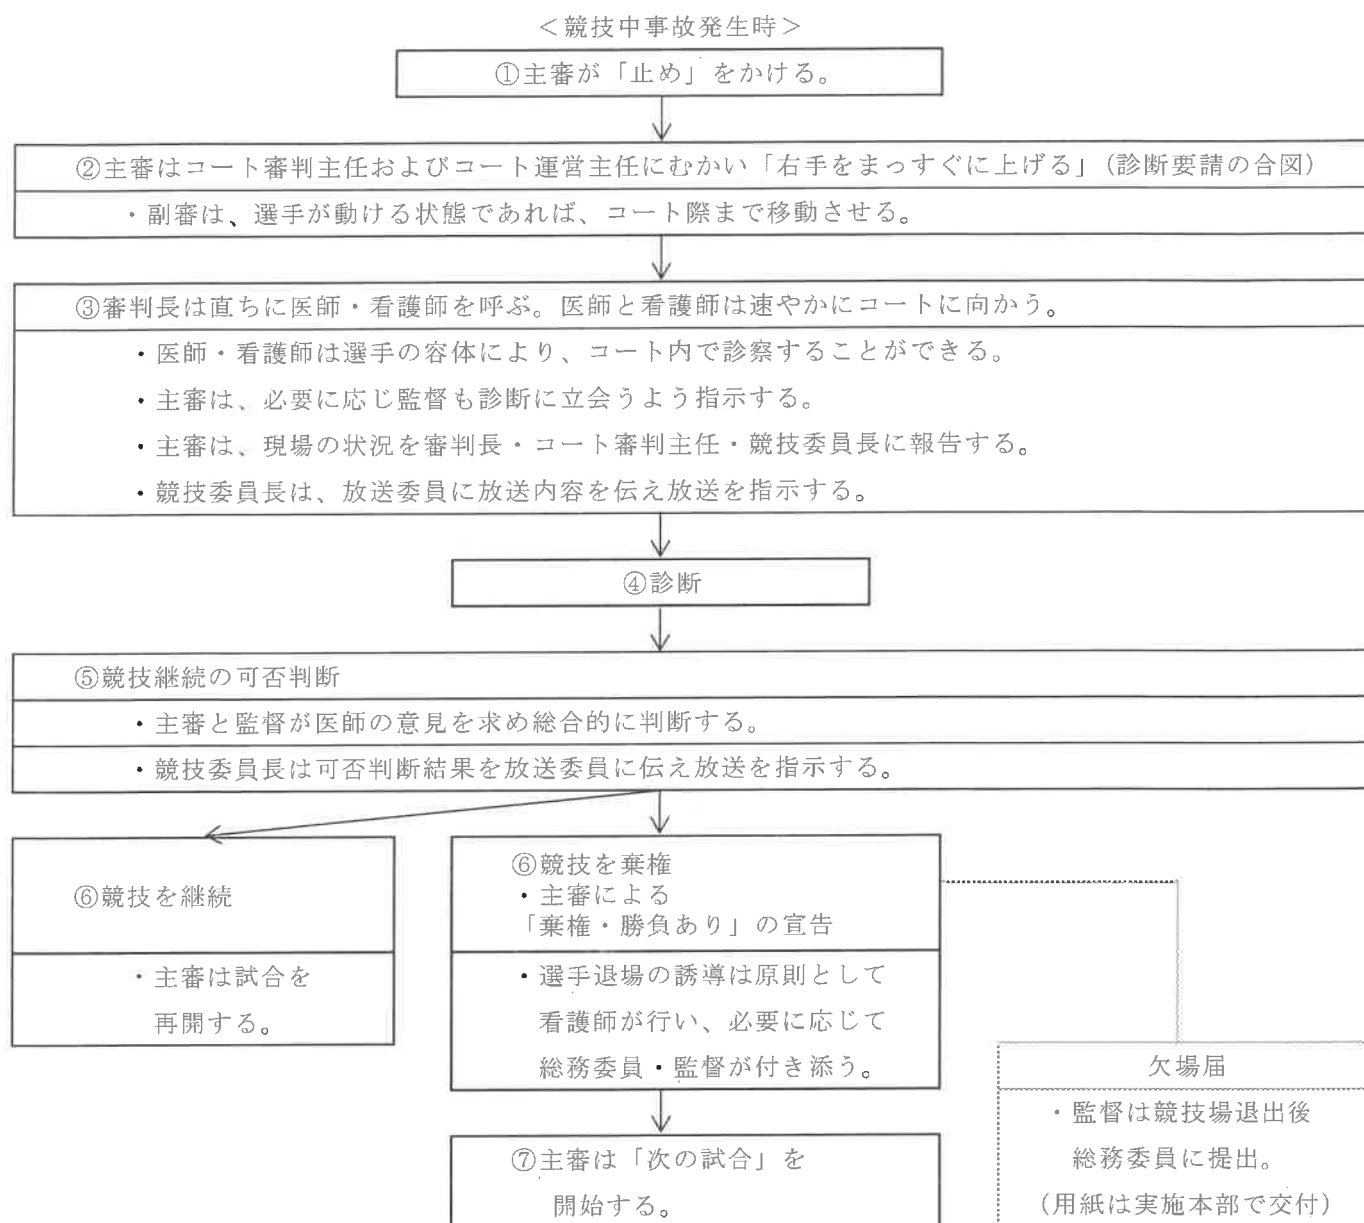 ＜競技中事故発生時＞
①主審が「止め」をかける。
②主審はコート審判主任およびコート運営主任にむかい「右手をまっすぐに上げる」(診断要請の合図)
・副審は、選手が動ける状態であれば、コート際まで移動させる。
③審判長は直ちに医師・看護師を呼ぶ。医師と看護師は速やかにコートに向かう。
・医師・看護師は選手の容体により、コート内で診察することができる。
・主審は、必要に応じ監督も診断に立会うよう指示する。
・主審は、現場の状況を審判長・コート審判主任・競技委員長に報告する。
・競技委員長は、放送委員に放送内容を伝え放送を指示する。
④診断
⑤競技継続の可否判断
・主審と監督が医師の意見を求め総合的に判断する。
・競技委員長は可否判断結果を放送委員に伝え放送を指示する。
⑥競技を継続
・主審は試合を
再開する。
⑥競技を棄権
・主審による
「棄権・勝負あり」の宣告
・選手退場の誘導は原則として
看護師が行い、必要に応じて
総務委員・監督が付き添う。
⑦主審は「次の試合」を
開始する。
欠場届
・監督は競技場退出後
総務委員に提出。
(用紙は実施本部で交付)